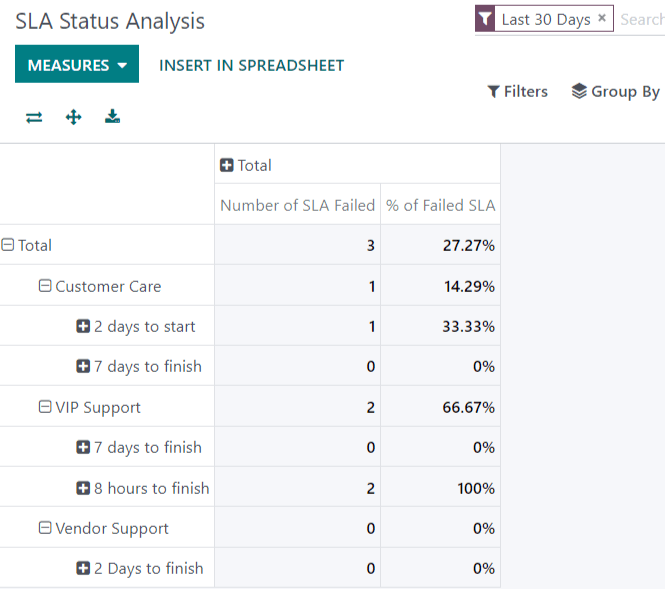 SLA Status Analysis
Last 30 Days × Search
MEASURES INSERT IN SPREADSHEET
Filters Group By
Total
Number of SLA Failed % of Failed SLA
Total 3 27.27%
Customer Care 1 14.29%
2 days to start 1 33.33%
7 days to finish 0 0%
VIP Support 2 66.67%
7 days to finish 0 0%
8 hours to finish 2 100%
Vendor Support 0 0%
2 Days to finish 0 0%